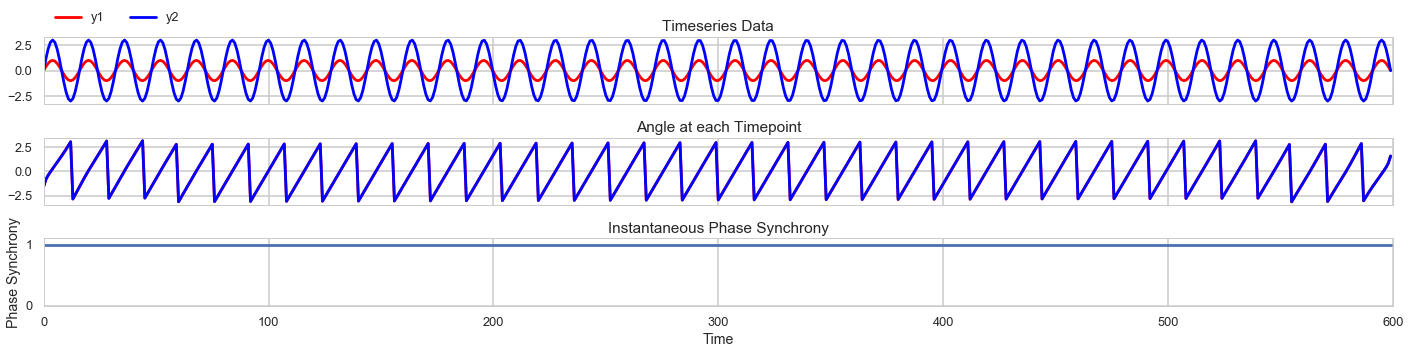 y1 y2
Timeseries Data
2.5
0.0
−2.5
Angle at each Timepoint
2.5
0.0
−2.5
Instantaneous Phase Synchrony
Phase Synchrony
1
0
0 100 200 300 400 500 600
Time